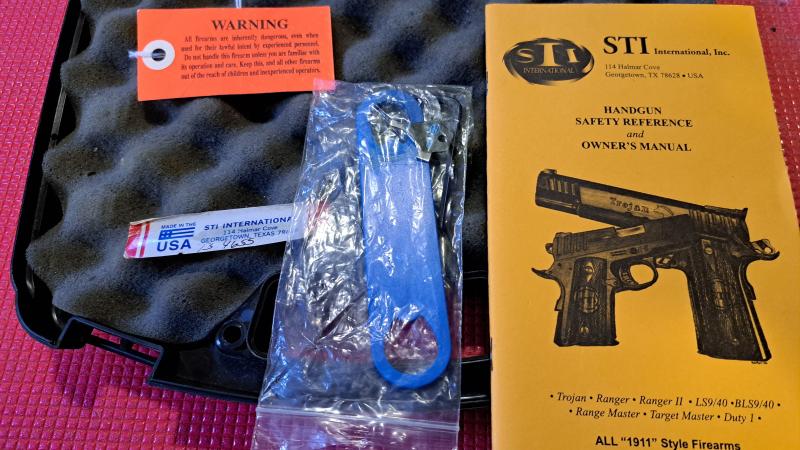 WARNING
All firearms are inherently dangerous, even when
used for their lawful intent by experienced personnel.
Do not handle this firearm unless you are familiar with
its operation and care. Keep this, and all other firearms
out of the reach of children and inexperienced operators.
MADE IN THE
USA
STI INTERNATIONA
114 Halmar Cove
GEORGETOWN, TEXAS 786
STI
INTERNATIONAL
STI International, Inc.
114 Halmar Cove
Georgetown, TX 78628 • USA
HANDGUN
SAFETY REFERENCE
and
OWNER'S MANUAL
Trojan
• Trojan • Ranger • Ranger II • LS9/40 •BLS9/40 •
• Range Master • Target Master • Duty 1 •
ALL "1911" Style Firearms